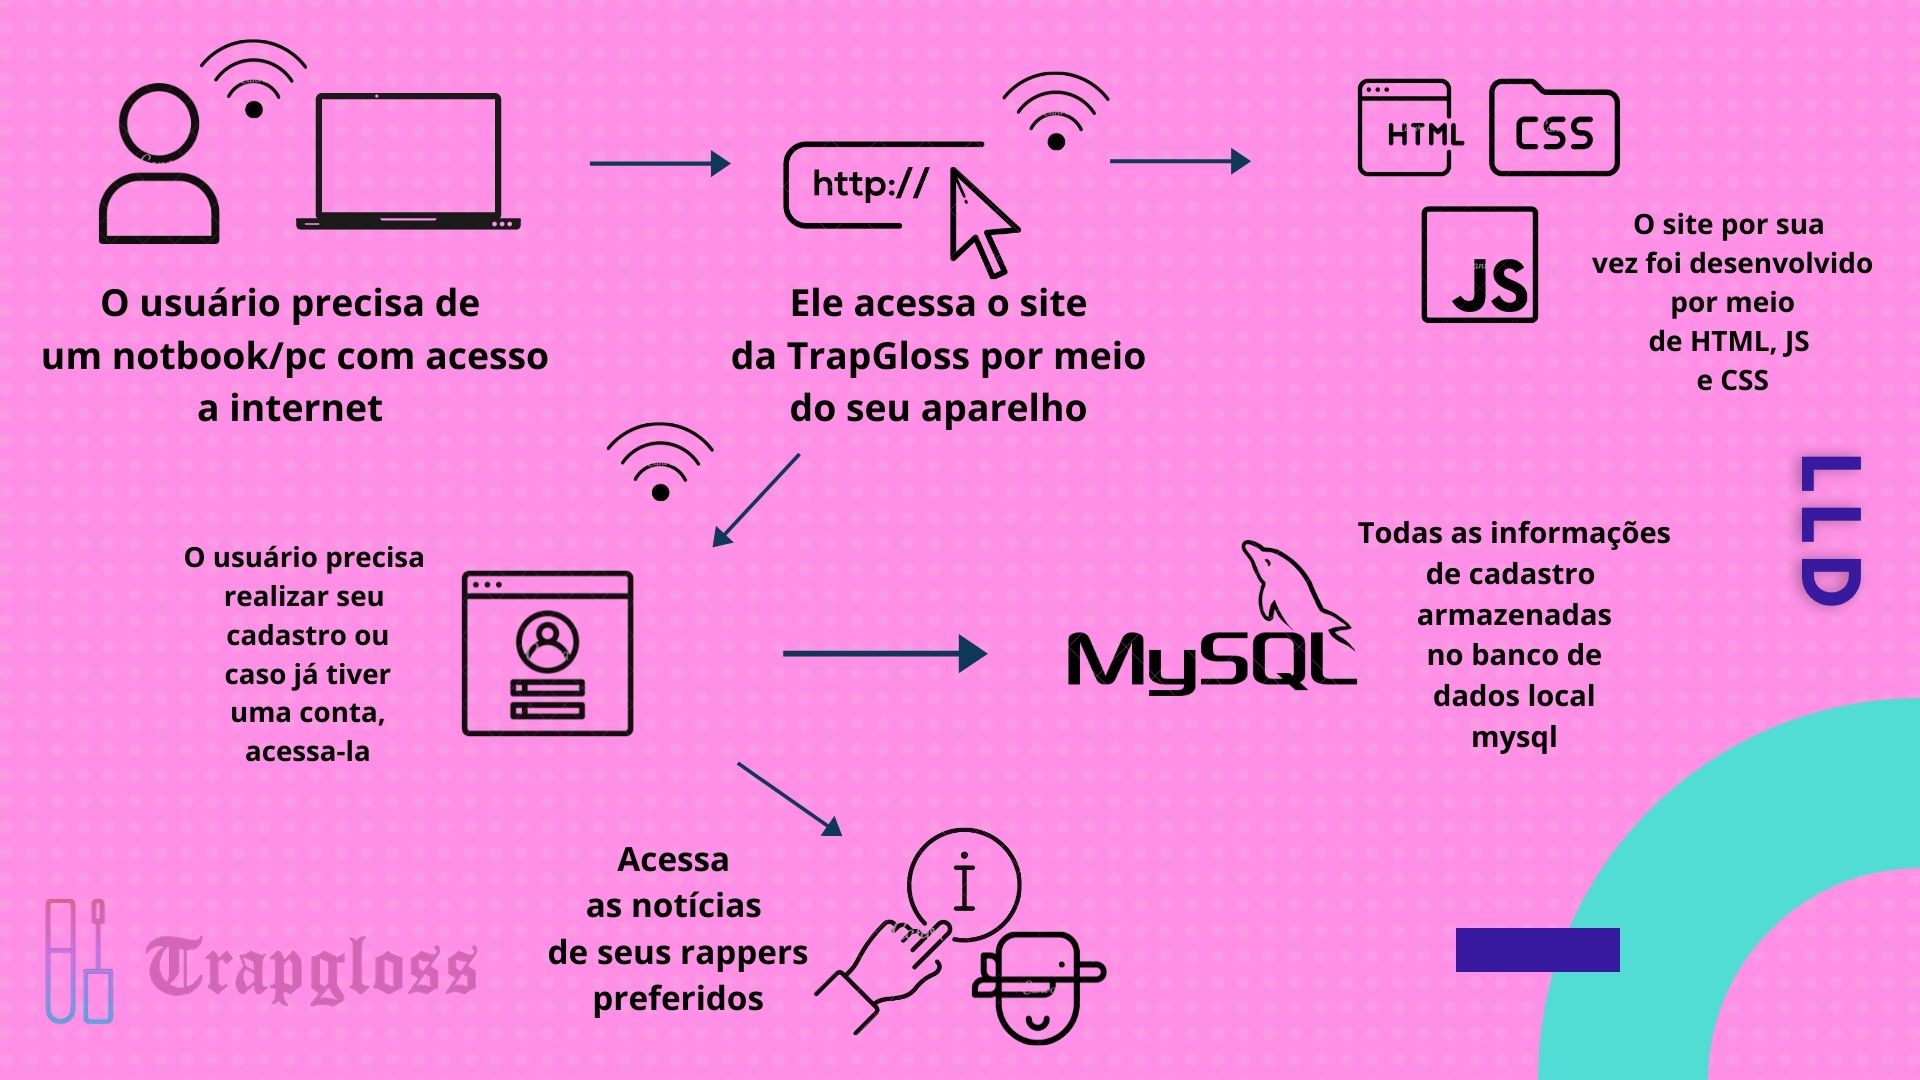 O usuário precisa de
um notbook/pc com acesso
a internet
http://
Ele acessa o site
da TrapGloss por meio
do seu aparelho
HTML
CSS
JS
O site por sua
vez foi desenvolvido
por meio
de HTML, JS
e CSS
LLD
O usuário precisa
realizar seu
cadastro ou
caso já tiver
uma conta,
acessa-la
MySQL
Todas as informações
de cadastro
armazenadas
no banco de
dados local
mysql
Acessa
as notícias
de seus rappers
preferidos
i
Trapgloss